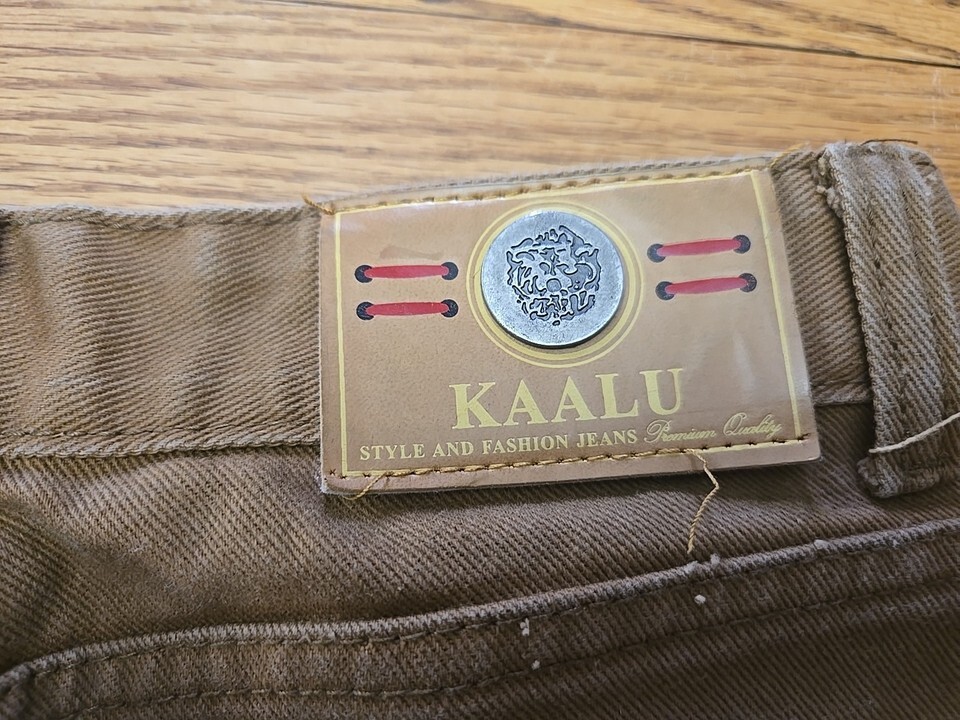 KAALU
STYLE AND FASHION JEANS Premium Quality